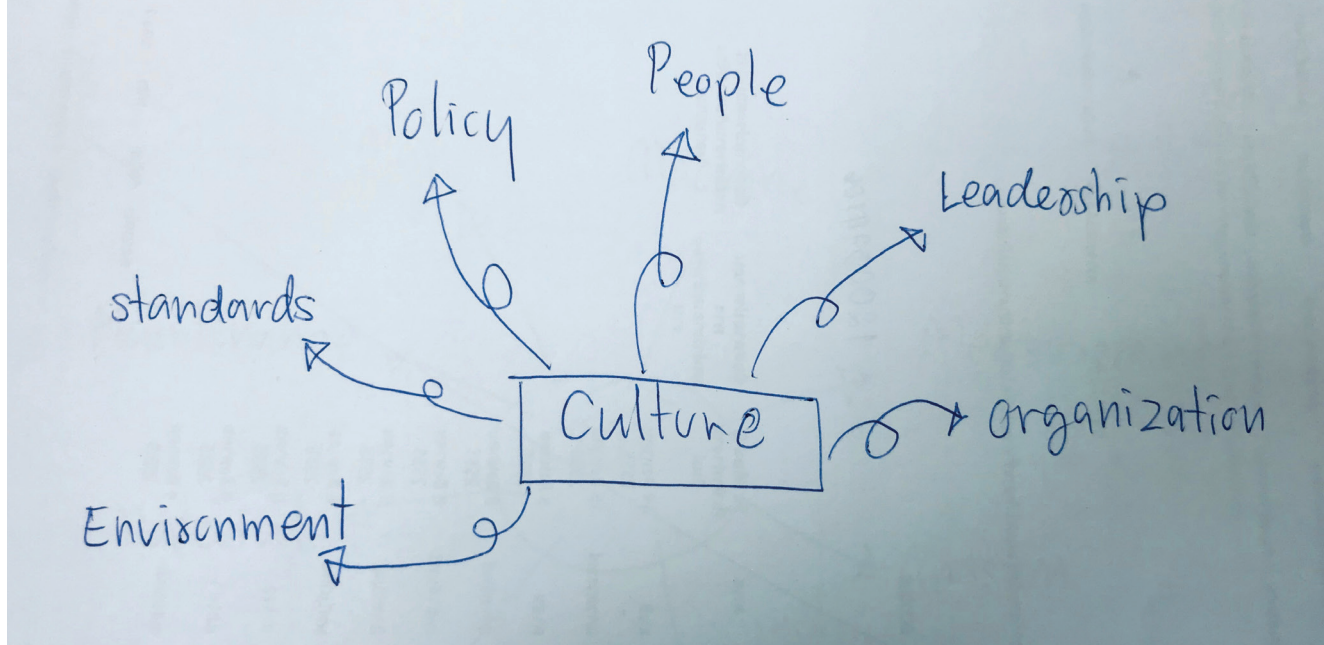 People
Policy
Leadership
standards
Culture
organization
Environment